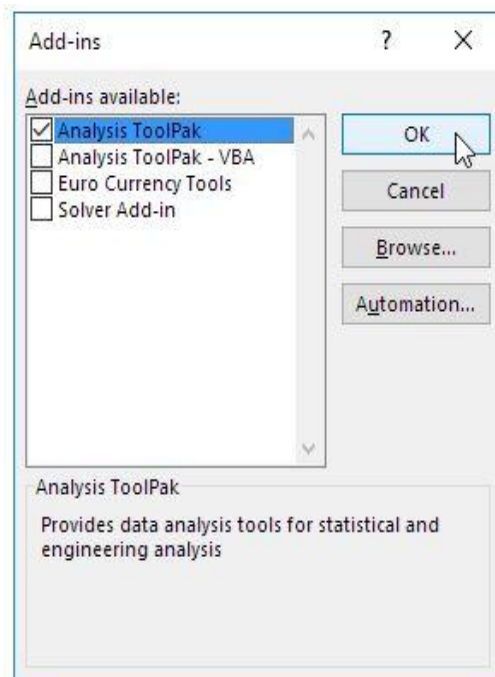 Add-ins
?
Add-ins available:
Analysis ToolPak
Analysis ToolPak - VBA
Euro Currency Tools
Solver Add-in
OK
Cancel
Browse...
Automation...
Analysis ToolPak
Provides data analysis tools for statistical and
engineering analysis